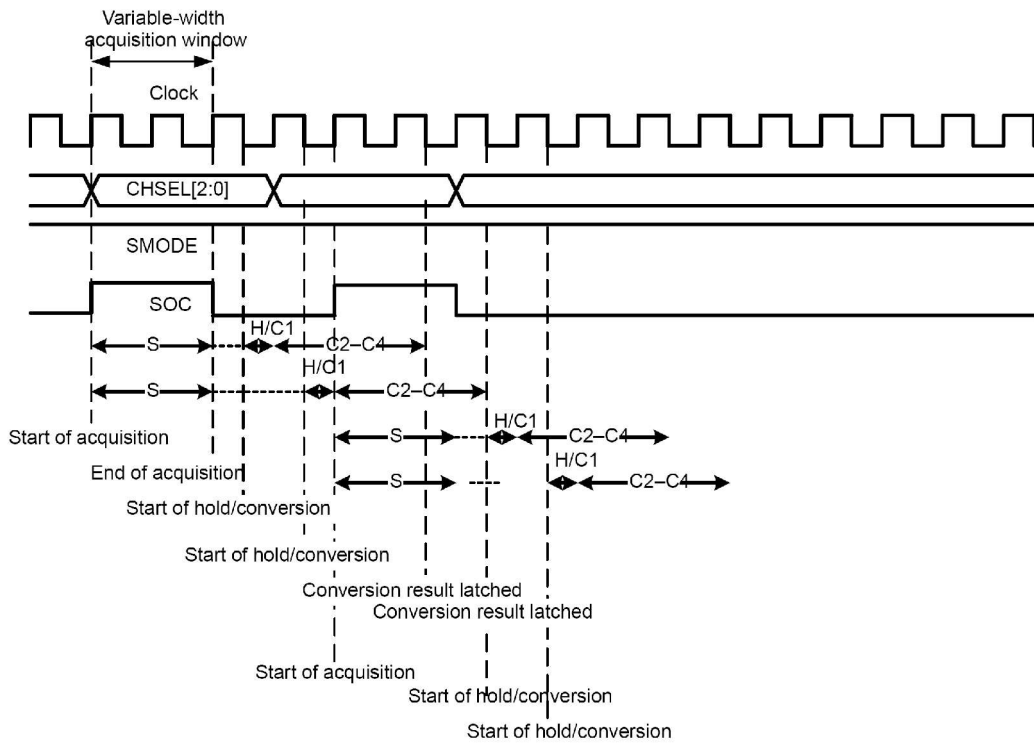 Variable-width
acquisition window
Clock
CHSEL[2:0]
SMODE
SOC
H/C1
S
C2–C4
H/C1
S
C2–C4
H/C1
Start of acquisition
S
C2–C4
H/C1
End of acquisition
S
C2–C4
Start of hold/conversion
Start of hold/conversion
Conversion result latched
Conversion result latched
Start of acquisition
Start of hold/conversion
Start of hold/conversion